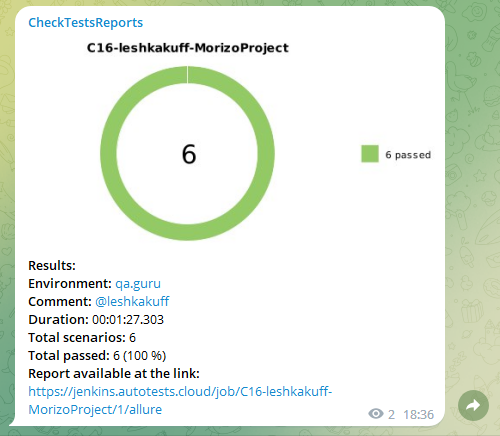 CheckTestsReports
C16-leshkakuff-MorizoProject
6
6 passed
Results:
Environment: qa.guru
Comment: @leshkakuff
Duration: 00:01:27.303
Total scenarios: 6
Total passed: 6 (100 %)
Report available at the link:
https://jenkins.autotests.cloud/job/C16-leshkakuff-
MorizoProject/1/allure
2 18:36